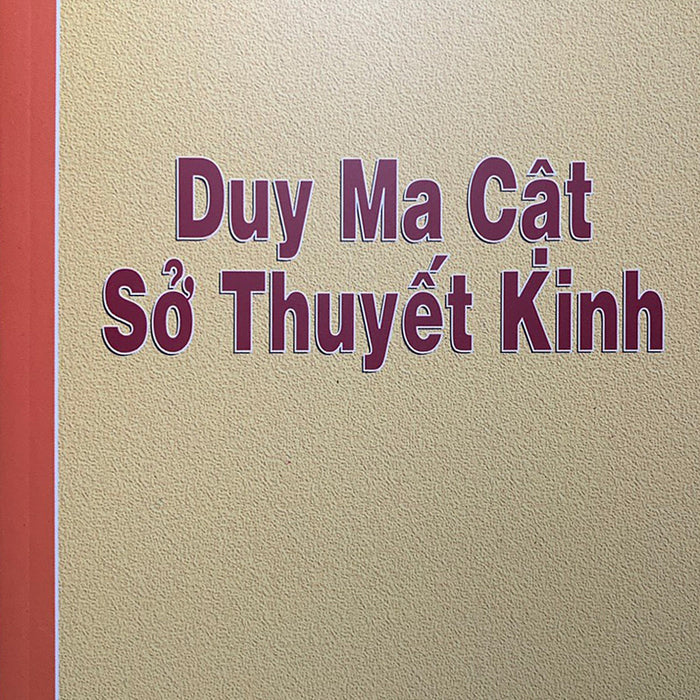 Duy Ma Cật
Sở Thuyết Kinh